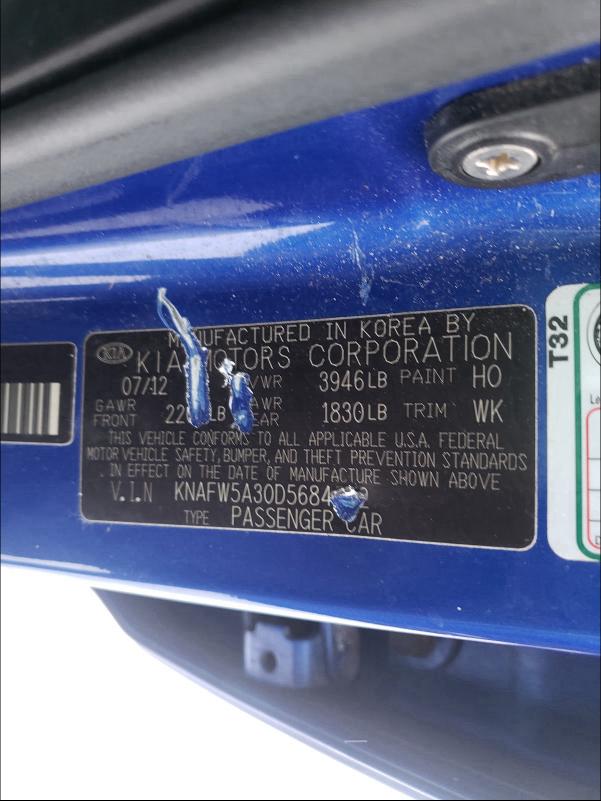 MANUFACTURED IN KOREA BY
KIA KIA MOTORS CORPORATION
07/12 3946LB PAINT HO
GAWR FRONT 1830LB TRIM WK
THIS VEHICLE CONFORMS TO ALL APPLICABLE U.S.A. FEDERAL
MOTOR VEHICLE SAFETY, BUMPER, AND THEFT PREVENTION STANDARDS
IN EFFECT ON THE DATE OF MANUFACTURE SHOWN ABOVE
V.I.N
TYPE PASSENGER CAR
T32